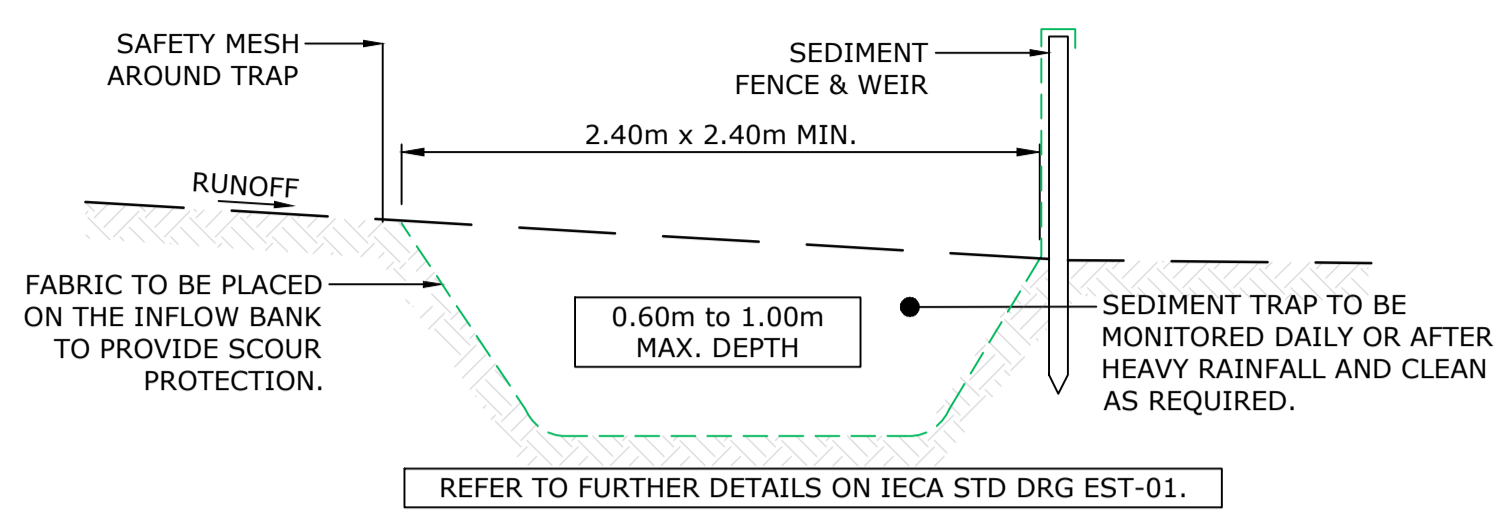 SAFETY MESH
AROUND TRAP
SEDIMENT
FENCE & WEIR
2.40m x 2.40m MIN.
RUNOFF
FABRIC TO BE PLACED
ON THE INFLOW BANK
TO PROVIDE SCOUR
PROTECTION.
0.60m to 1.00m
MAX. DEPTH
SEDIMENT TRAP TO BE
MONITORED DAILY OR AFTER
HEAVY RAINFALL AND CLEAN
AS REQUIRED.
REFER TO FURTHER DETAILS ON IECA STD DRG EST-01.